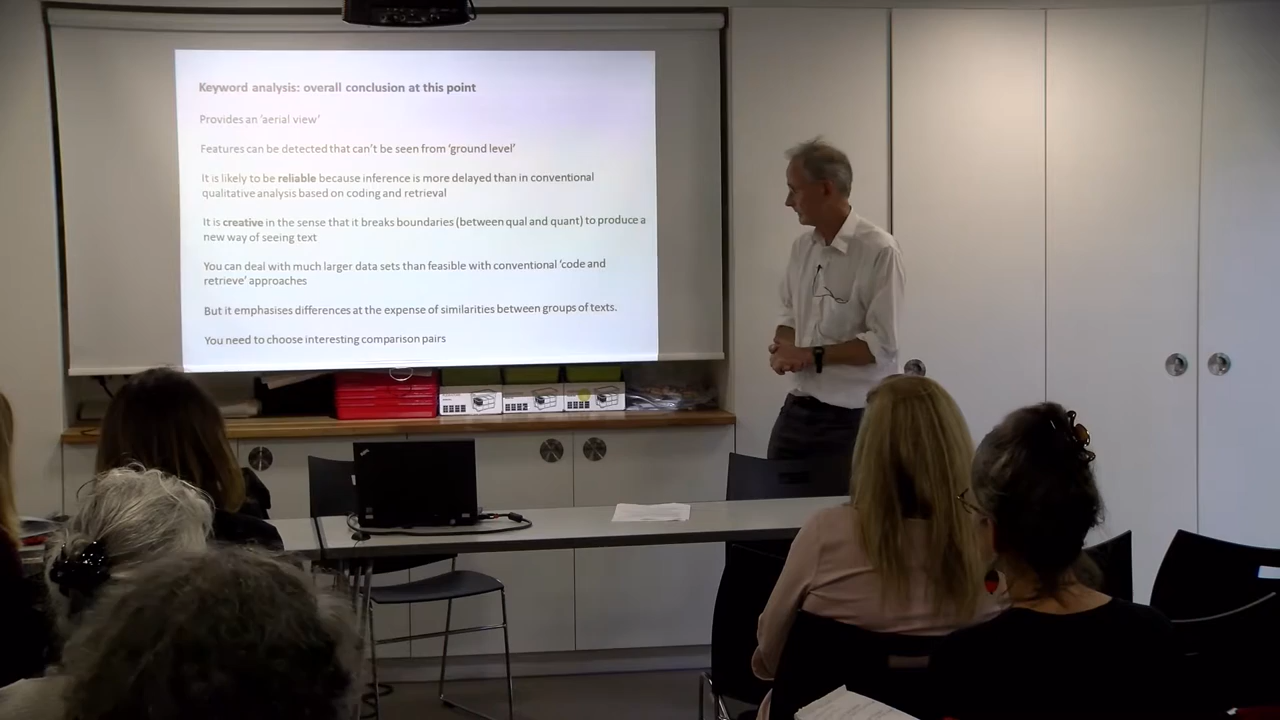 Keyword analysis: overall conclusion at this point
Provides an 'aerial view'
Features can be detected that can't be seen from 'ground level'
It is likely to be reliable because inference is more delayed than in conventional
qualitative analysis based on coding and retrieval
It is creative in the sense that it breaks boundaries (between qual and quant) to produce a
new way of seeing text
You can deal with much larger data sets than feasible with conventional 'code and
retrieve' approaches
But it emphasises differences at the expense of similarities between groups of texts.
You need to choose interesting comparison pairs